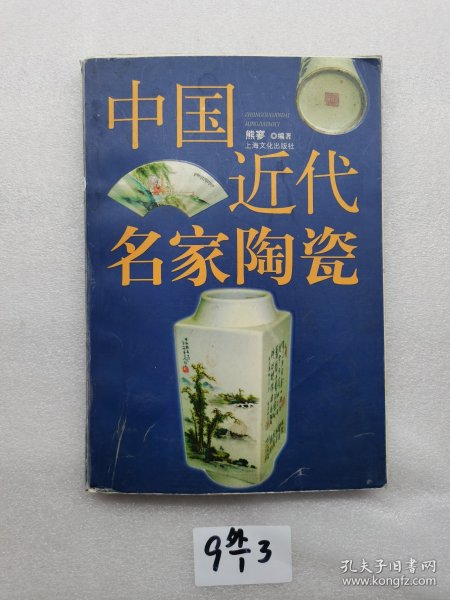 中国
近代
名家陶瓷
熊寥 ◎编著
上海文化出版社
9 外/1 3
孔夫子旧书网
www.kongfz.com